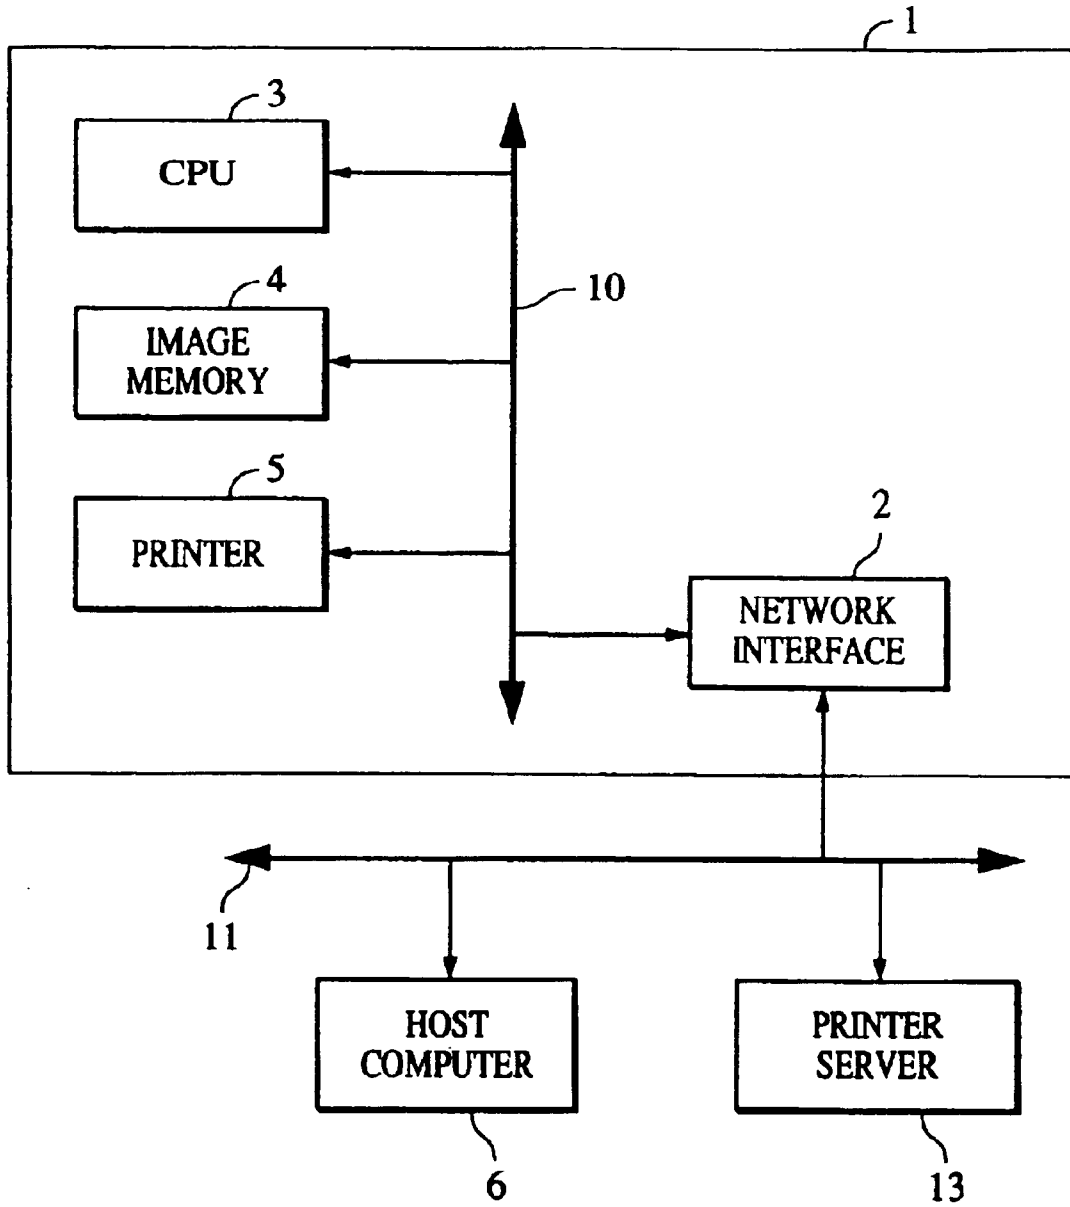 1
3
CPU
4
IMAGE
MEMORY
10
5
PRINTER
2
NETWORK
INTERFACE
11
HOST
COMPUTER
6
PRINTER
SERVER
13